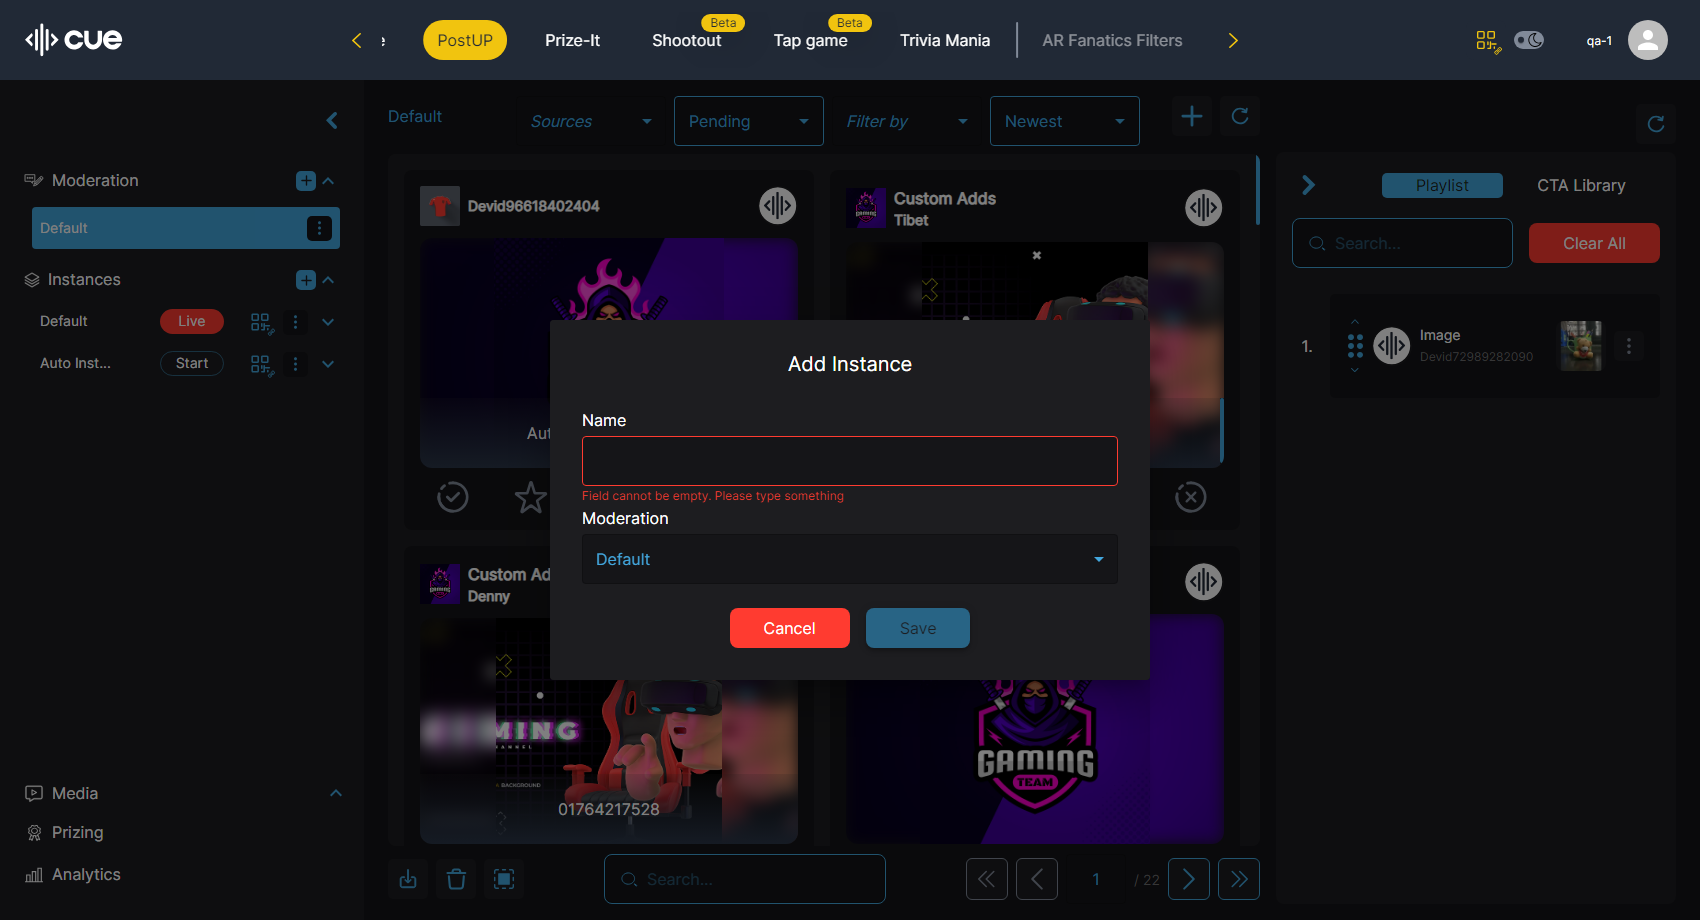 cue
PostUP
Prize-It
Shootout
Beta
Tap game
Beta
Trivia Mania
AR Fanatics Filters
qa-1
Moderation
Default
Instances
Default
Live
Auto Inst...
Start
Media
Prizing
Analytics
Default
Sources
Pending
Filter by
Newest
Devid96618402404
Aut
Custom Adds
Tibet
Custom Ad
Denny
MING
ANNEL
BACKGROUND
01764217528
GAMING
TEAM
Add Instance
Name
Field cannot be empty. Please type something
Moderation
Default
Cancel
Save
Search...
1
/ 22
Playlist
CTA Library
Search...
Clear All
1.
Image
Devid72989282090